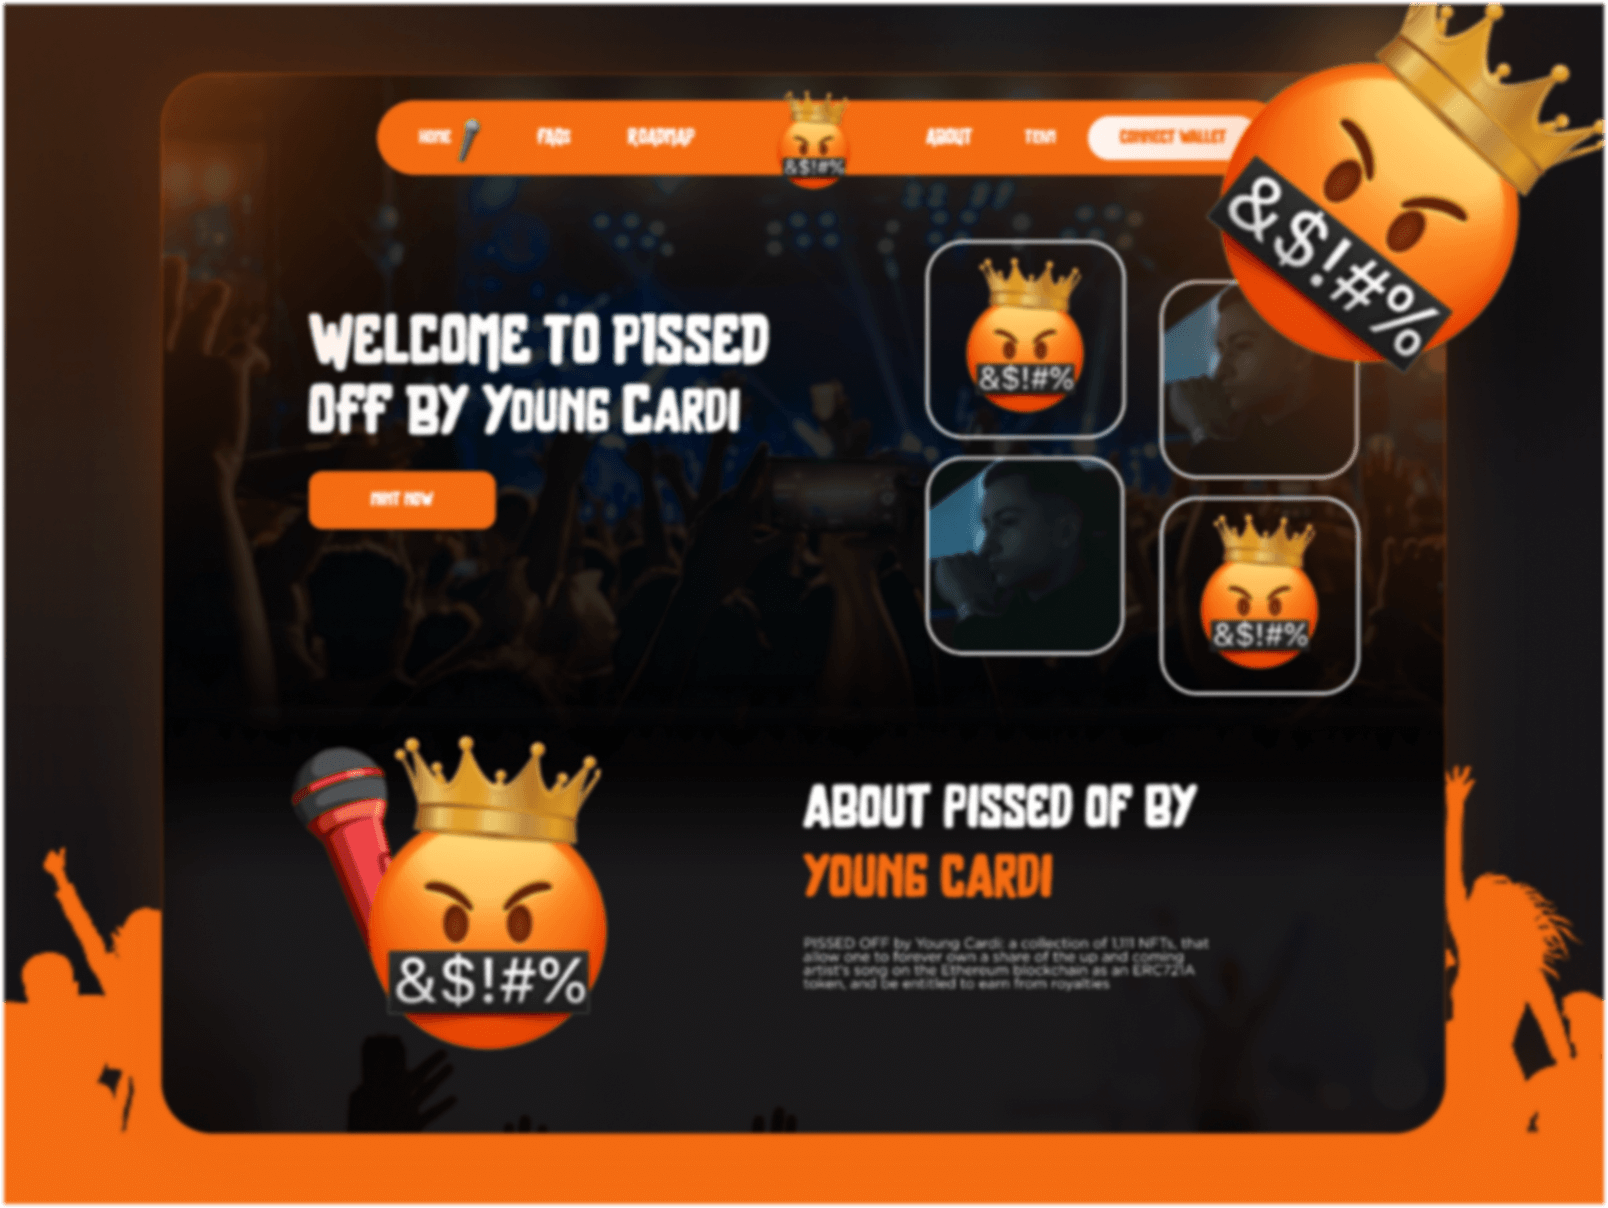 HOME
FAQs
ROADMAP
&$!#%
ABOUT
TEAM
CONNECT WALLET
&$!#%
WELCOME TO PISSED
OFF BY YOUNG CARDI
MINT NOW
&$!#%
&$!#%
&$!#%
ABOUT PISSED OF BY
YOUNG CARDI
PISSED OFF by Young Cardi: a collection of 1,111 NFTs, that
allow one to forever own a share of the up and coming
artist's song on the Ethereum blockchain as an ERC721A
token, and be entitled to earn from royalties